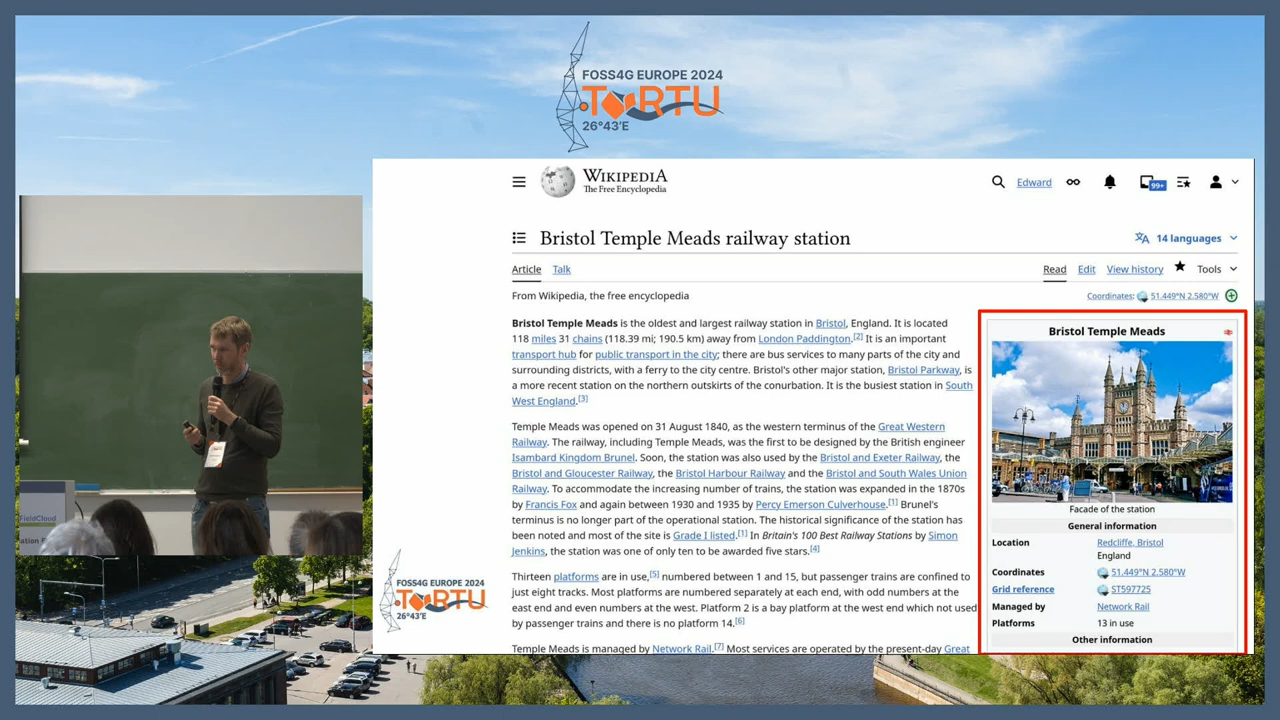 FOSS4G EUROPE 2024
TORTU
26°43'E
WIKIPEDIA
The Free Encyclopedia
Edward
99+
Bristol Temple Meads railway station
14 languages
Article Talk
Read Edit View history Tools
From Wikipedia, the free encyclopedia
Coordinates: 51.449°N 2.580°W
Bristol Temple Meads is the oldest and largest railway station in Bristol, England. It is located
118 miles 31 chains (118.39 mi; 190.5 km) away from London Paddington.[2] It is an important
transport hub for public transport in the city; there are bus services to many parts of the city and
surrounding districts, with a ferry to the city centre. Bristol's other major station, Bristol Parkway, is
a more recent station on the northern outskirts of the conurbation. It is the busiest station in South
West England.[3]
Temple Meads was opened on 31 August 1840, as the western terminus of the Great Western
Railway. The railway, including Temple Meads, was the first to be designed by the British engineer
Isambard Kingdom Brunel. Soon, the station was also used by the Bristol and Exeter Railway, the
Bristol and Gloucester Railway, the Bristol Harbour Railway and the Bristol and South Wales Union
Railway. To accommodate the increasing number of trains, the station was expanded in the 1870s
by Francis Fox and again between 1930 and 1935 by Percy Emerson Culverhouse.[1] Brunel's
terminus is no longer part of the operational station. The historical significance of the station has
been noted and most of the site is Grade I listed.[1] In Britain's 100 Best Railway Stations by Simon
Jenkins, the station was one of only ten to be awarded five stars.[4]
Thirteen platforms are in use,[5] numbered between 1 and 15, but passenger trains are confined to
just eight tracks. Most platforms are numbered separately at each end, with odd numbers at the
east end and even numbers at the west. Platform 2 is a bay platform at the west end which not used
by passenger trains and there is no platform 14.[6]
Temple Meads is managed by Network Rail.[7] Most services are operated by the present-day Great
Bristol Temple Meads
Facade of the station
General information
Location Redcliffe, Bristol
England
Coordinates 51.449°N 2.580°W
Grid reference ST597725
Managed by Network Rail
Platforms 13 in use
Other information
FOSS4G EUROPE 2024
TORTU
26°43'E
FieldCloud